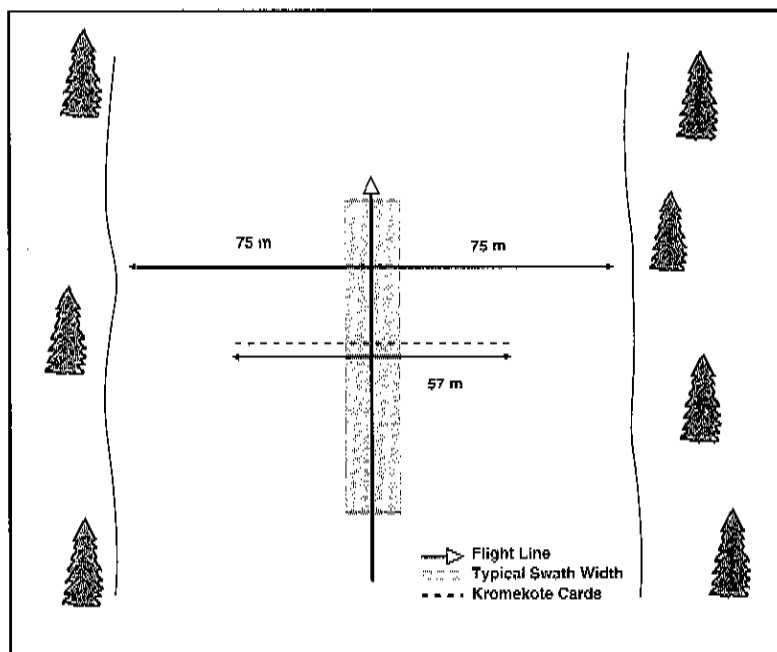 75 m
75 m
57 m
Flight Line
Typical Swath Width
Kromekote Cards